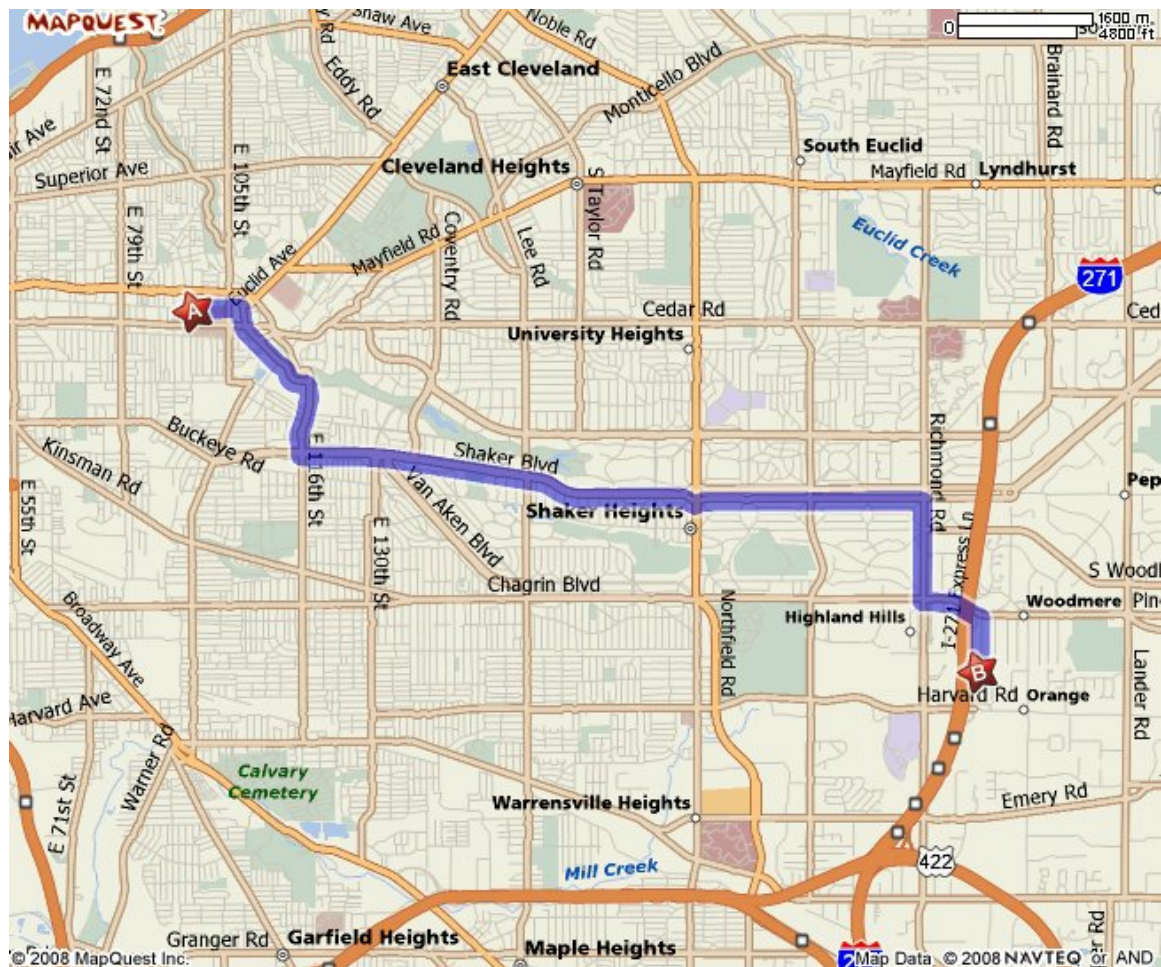 MAPQUEST
0 1600 m
4800 ft
Shaw Ave
Noble Rd
E 72nd St
Eddy Rd
East Cleveland
Monticello Blvd
Brainard Rd
Superior Ave
E 105th St
Cleveland Heights
S Taylor Rd
South Euclid
Mayfield Rd
Lyndhurst
E 79th St
Euclid Ave
Mayfield Rd
Coventry Rd
Lee Rd
Euclid Creek
271
A
Cedar Rd
University Heights
Buckeye Rd
Kinsman Rd
E 116th St
Shaker Blvd
Richmond Rd
E 55th St
Van Aken Blvd
Shaker Heights
E 130th St
I-271 Express Ln
Chagrin Blvd
Northfield Rd
Highland Hills
Woodmere
Broadway Ave
B
Harvard Rd
Orange
Lander Rd
Harvard Ave
Warner Rd
E 71st St
Calvary
Cemetery
Warrensville Heights
Emery Rd
Mill Creek
422
Granger Rd
Garfield Heights
Maple Heights
© 2008 MapQuest Inc.
Map Data © 2008 NAVTEQ or AND